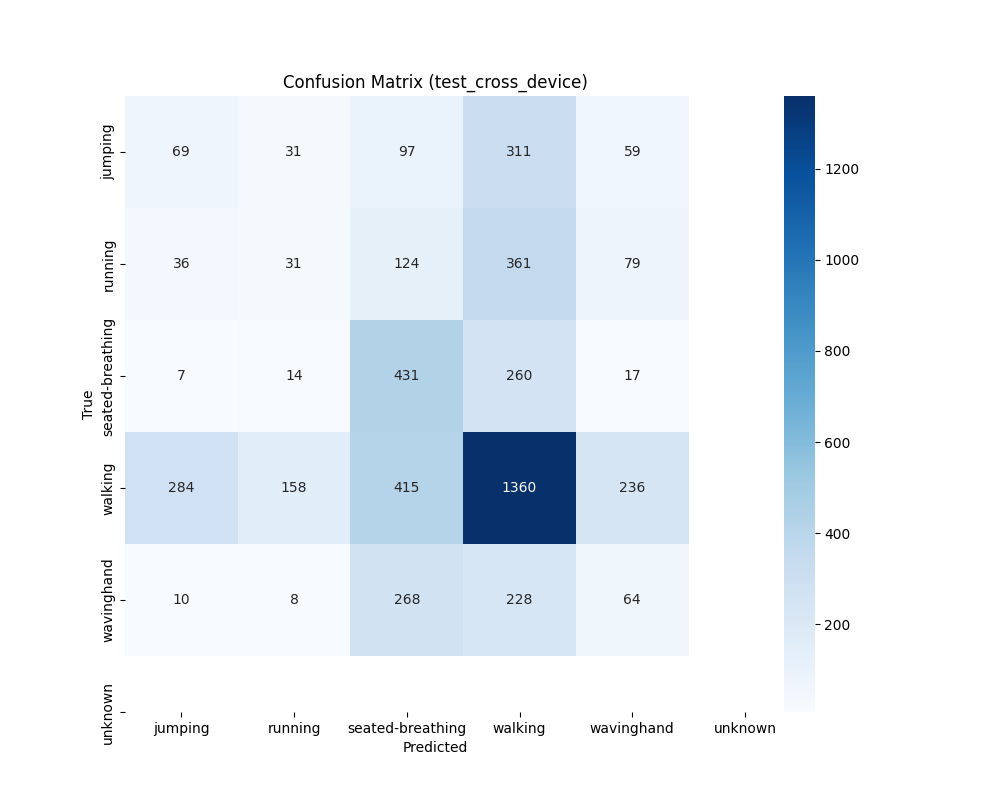 Confusion Matrix (test_cross_device)
True
jumping 69 31 97 311 59
running 36 31 124 361 79
seated-breathing 7 14 431 260 17
walking 284 158 415 1360 236
wavinghand 10 8 268 228 64
unknown
jumping running seated-breathing walking wavinghand unknown
Predicted
1200
1000
800
600
400
200